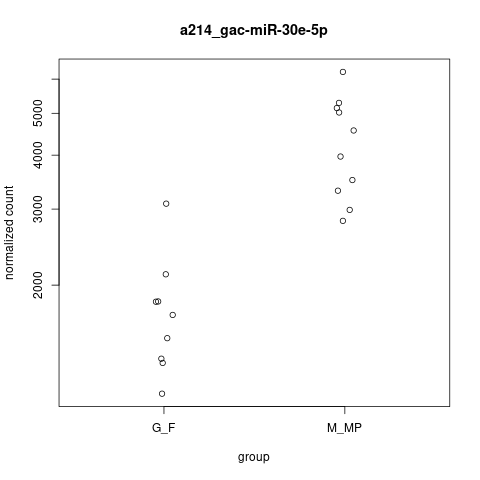 a214_gac-miR-30e-5p
normalized count
5000
4000
3000
2000
G_F
M_MP
group